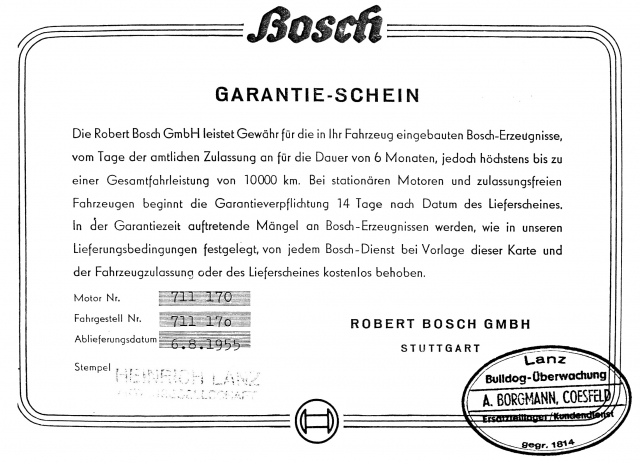 Bosch
GARANTIE-SCHEIN
Die Robert Bosch GmbH leistet Gewähr für die in Ihr Fahrzeug eingebauten Bosch-Erzeugnisse,
vom Tage der amtlichen Zulassung an für die Dauer von 6 Monaten, jedoch höchstens bis zu
einer Gesamtfahrleistung von 10000 km. Bei stationären Motoren und zulassungsfreien
Fahrzeugen beginnt die Garantieverpflichtung 14 Tage nach Datum des Lieferscheines.
In der Garantiezeit auftretende Mängel an Bosch-Erzeugnissen werden, wie in unseren
Lieferungsbedingungen festgelegt, von jedem Bosch-Dienst bei Vorlage dieser Karte und
der Fahrzeugzulassung oder des Lieferscheines kostenlos behoben.
Motor Nr. 711 170
Fahrgestell Nr. 711 170
Ablieferungsdatum 6.8.1955
Stempel HEINRICH LANZ
ROBERT BOSCH GMBH
STUTTGART
Lanz
Bulldog-Überwachung
A. BORGMANN, COESFELD
Ersatzteillager/Kundendienst
gegr. 1814